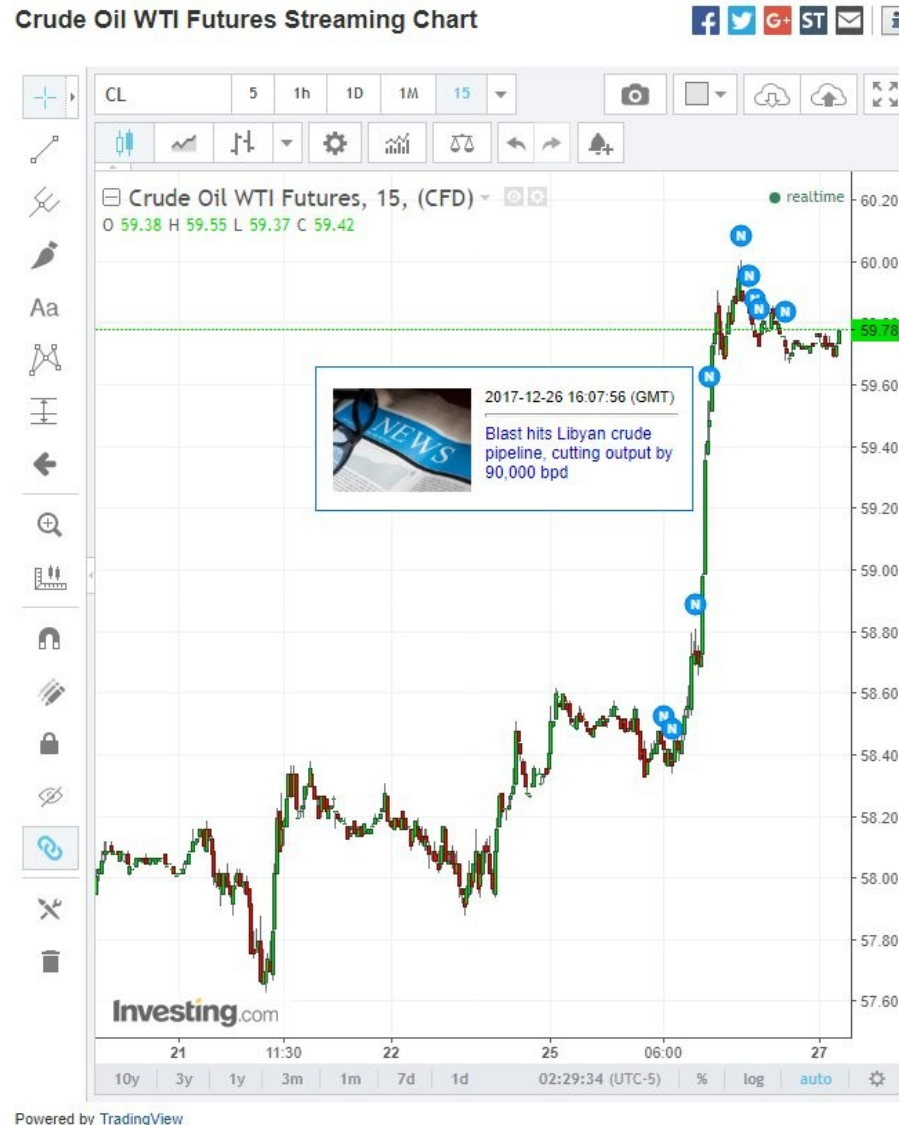 Crude Oil WTI Futures Streaming Chart
f G+ ST
CL 5 1h 1D 1M 15
Crude Oil WTI Futures, 15, (CFD)
realtime
O 59.38 H 59.55 L 59.37 C 59.42
Aa
60.20
60.00
59.78
59.60
59.40
59.20
59.00
58.80
58.60
58.40
58.20
58.00
57.80
57.60
N
N
N
N
N
N
N
N
N
NEWS
2017-12-26 16:07:56 (GMT)
Blast hits Libyan crude
pipeline, cutting output by
90,000 bpd
Investing.com
21 11:30 22 25 06:00 27
10y 3y 1y 3m 1m 7d 1d 02:29:34 (UTC-5) % log auto
Powered by TradingView